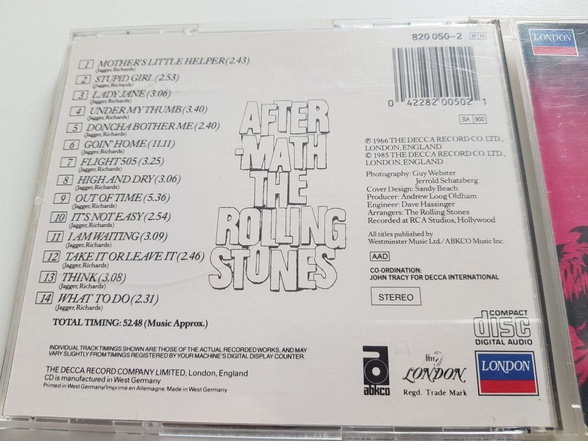 820 050-2
1 MOTHER'S LITTLE HELPER (2.43)
(Jagger, Richards)
2 STUPID GIRL (2.53)
(Jagger, Richards)
3 LADY JANE (3.06)
(Jagger, Richards)
4 UNDER MY THUMB (3.40)
(Jagger, Richards)
5 DONCHA BOTHER ME (2.40)
(Jagger, Richards)
6 GOIN' HOME (11.11)
(Jagger, Richards)
7 FLIGHT 505 (3.25)
(Jagger, Richards)
8 HIGH AND DRY (3.06)
(Jagger, Richards)
9 OUT OF TIME (5.36)
(Jagger, Richards)
10 IT'S NOT EASY (2.54)
(Jagger, Richards)
11 I AM WAITING (3.09)
(Jagger, Richards)
12 TAKE IT OR LEAVE IT (2.46)
(Jagger, Richards)
13 THINK (3.08)
(Jagger, Richards)
14 WHAT TO DO (2.31)
(Jagger, Richards)
TOTAL TIMING: 52.48 (Music Approx.)
INDIVIDUAL TRACK TIMINGS SHOWN ARE THOSE OF THE ACTUAL RECORDED WORKS, AND MAY
VARY SLIGHTLY FROM TIMINGS REGISTERED BY YOUR MACHINE'S DIGITAL DISPLAY COUNTER.
THE DECCA RECORD COMPANY LIMITED, London, England
CD is manufactured in West Germany
Printed in West Germany/Imprimé en Allemagne. Made in West Germany
AFTER
-MATH
THE
ROLLING
STONES
0 42282 00502 1
SA 900
℗ 1966 THE DECCA RECORD CO. LTD.,
LONDON, ENGLAND
© 1985 THE DECCA RECORD CO. LTD.,
LONDON, ENGLAND
Photography: Guy Webster
Jerrold Schatzberg
Cover Design: Sandy Beach
Producer: Andrew Loog Oldham
Engineer: Dave Hassinger
Arrangers: The Rolling Stones
Recorded at RCA Studios, Hollywood
All titles published by
Westminster Music Ltd./ABKCO Music Inc.
AAD
CO-ORDINATION:
JOHN TRACY FOR DECCA INTERNATIONAL
STEREO
COMPACT
disc
DIGITAL AUDIO
abkco
LONDON
Regd. Trade Mark
LONDON
LONDON